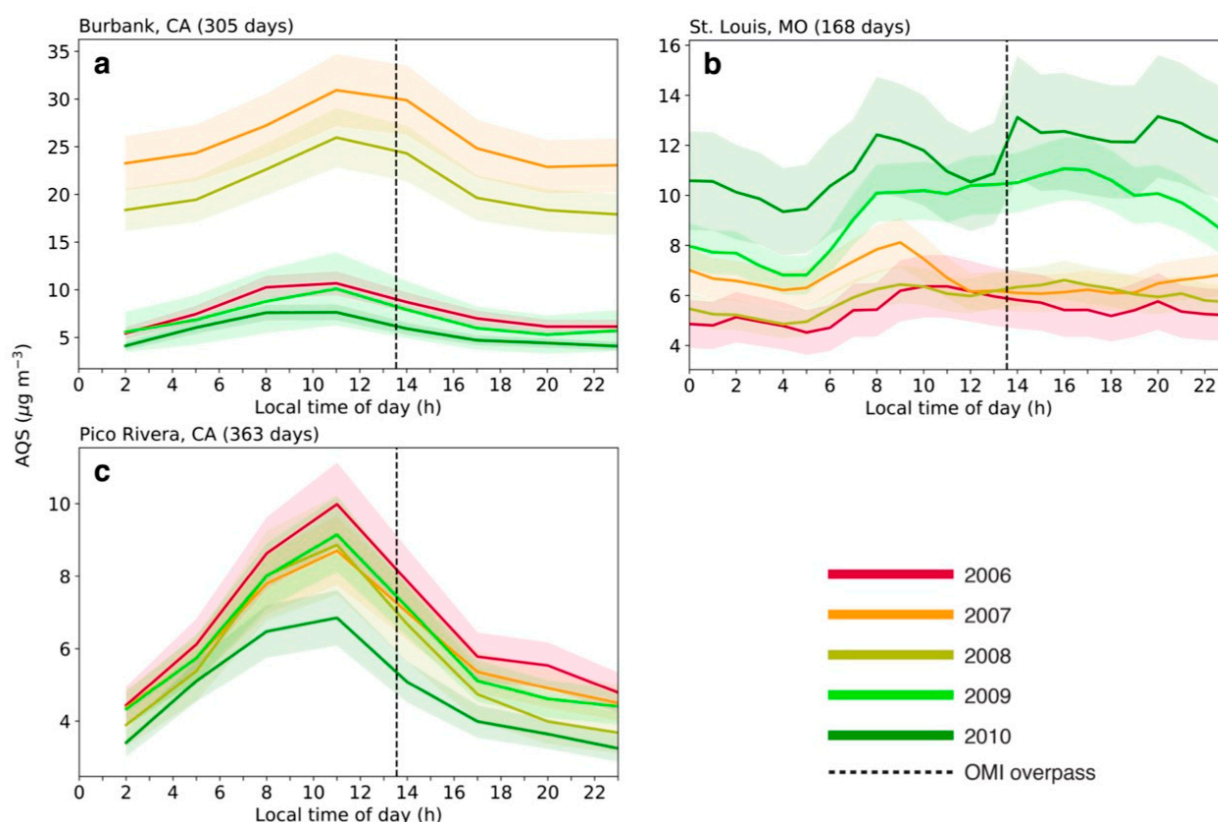 Burbank, CA (305 days)
a
35
30
25
20
15
10
5
0 2 4 6 8 10 12 14 16 18 20 22
Local time of day (h)
St. Louis, MO (168 days)
b
16
14
12
10
8
6
4
0 2 4 6 8 10 12 14 16 18 20 22
Local time of day (h)
AQS (μg m⁻³)
Pico Rivera, CA (363 days)
c
10
8
6
4
0 2 4 6 8 10 12 14 16 18 20 22
Local time of day (h)
2006
2007
2008
2009
2010
OMI overpass